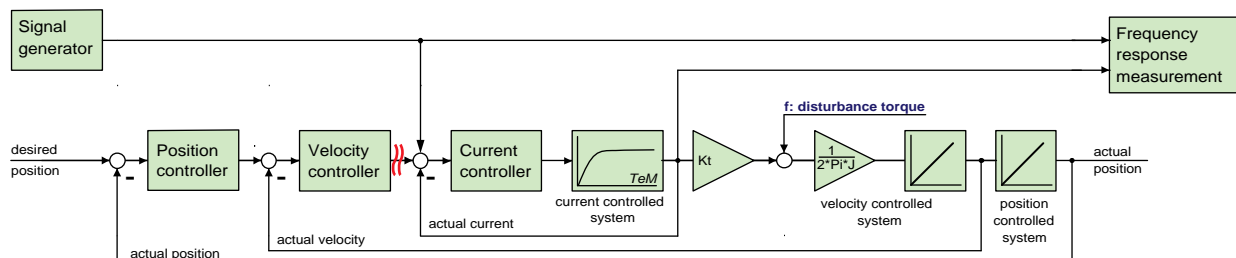 Signal
generator
Frequency
response
measurement
f: disturbance torque
desired
position
Position
controller
Velocity
controller
Current
controller
TeM
current controlled
system
Kt
1
2*Pi*J
velocity controlled
system
position
controlled
system
actual
position
actual current
actual velocity
actual position